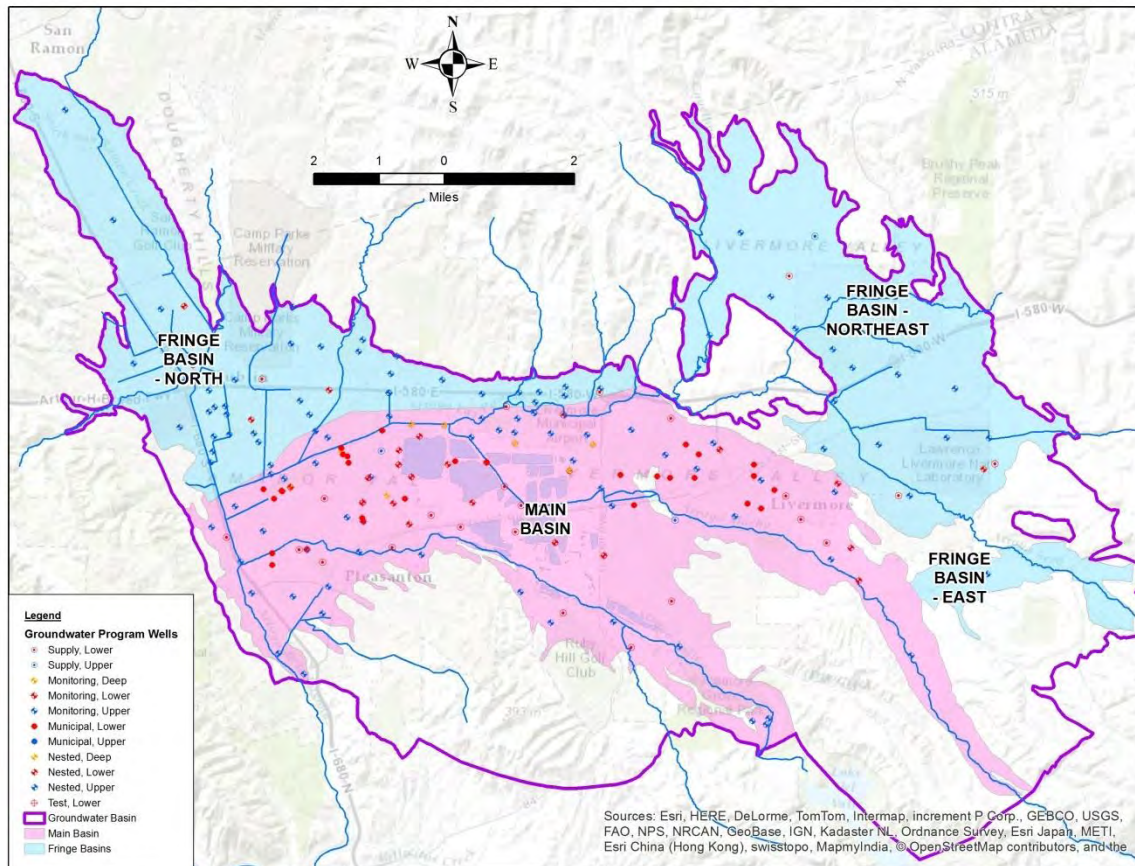 San
Ramon
N
W E
S
CONTRA C
ALAMEDA
515 m
DOUGHERTY HILLS
2 1 0 2
Miles
Brushy Peak
Regional
Preserve
Camp Parks
Military
Reservation
LIVERMORE VALLEY
FRINGE
BASIN -
NORTHEAST
I-580-W
FRINGE
BASIN
- NORTH
I-580-E
Municipal
Airport
Lawrence
Livermore
Laboratory
MAIN
BASIN
Livermore
FRINGE
BASIN
- EAST
Pleasanton
Ruby
Hill Golf
Club
393 m
I-680-N
Legend
Groundwater Program Wells
Supply, Lower
Supply, Upper
Monitoring, Deep
Monitoring, Lower
Monitoring, Upper
Municipal, Lower
Municipal, Upper
Nested, Deep
Nested, Lower
Nested, Upper
Test, Lower
Groundwater Basin
Main Basin
Fringe Basins
Sources: Esri, HERE, DeLorme, TomTom, Intermap, increment P Corp., GEBCO, USGS,
FAO, NPS, NRCAN, GeoBase, IGN, Kadaster NL, Ordnance Survey, Esri Japan, METI,
Esri China (Hong Kong), swisstopo, MapmyIndia, © OpenStreetMap contributors, and the